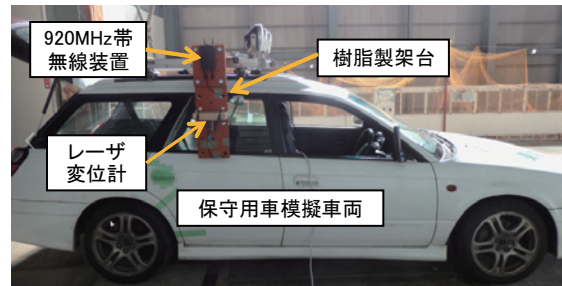 920MHz帯
無線装置
樹脂製架台
レーザ
変位計
保守用車模擬車両